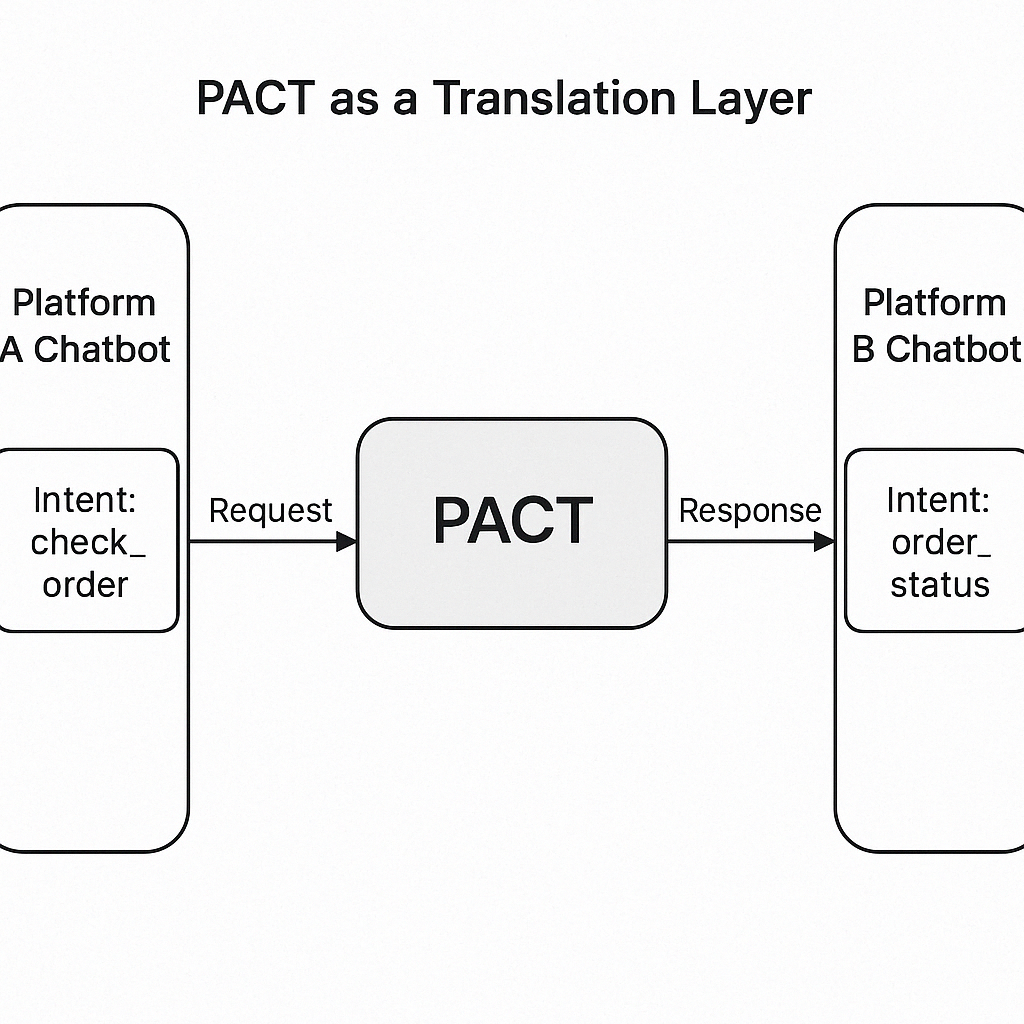 PACT as a Translation Layer
Platform
A Chatbot
Intent:
check_
order
Request
PACT
Response
Platform
B Chatbot
Intent:
order_
status